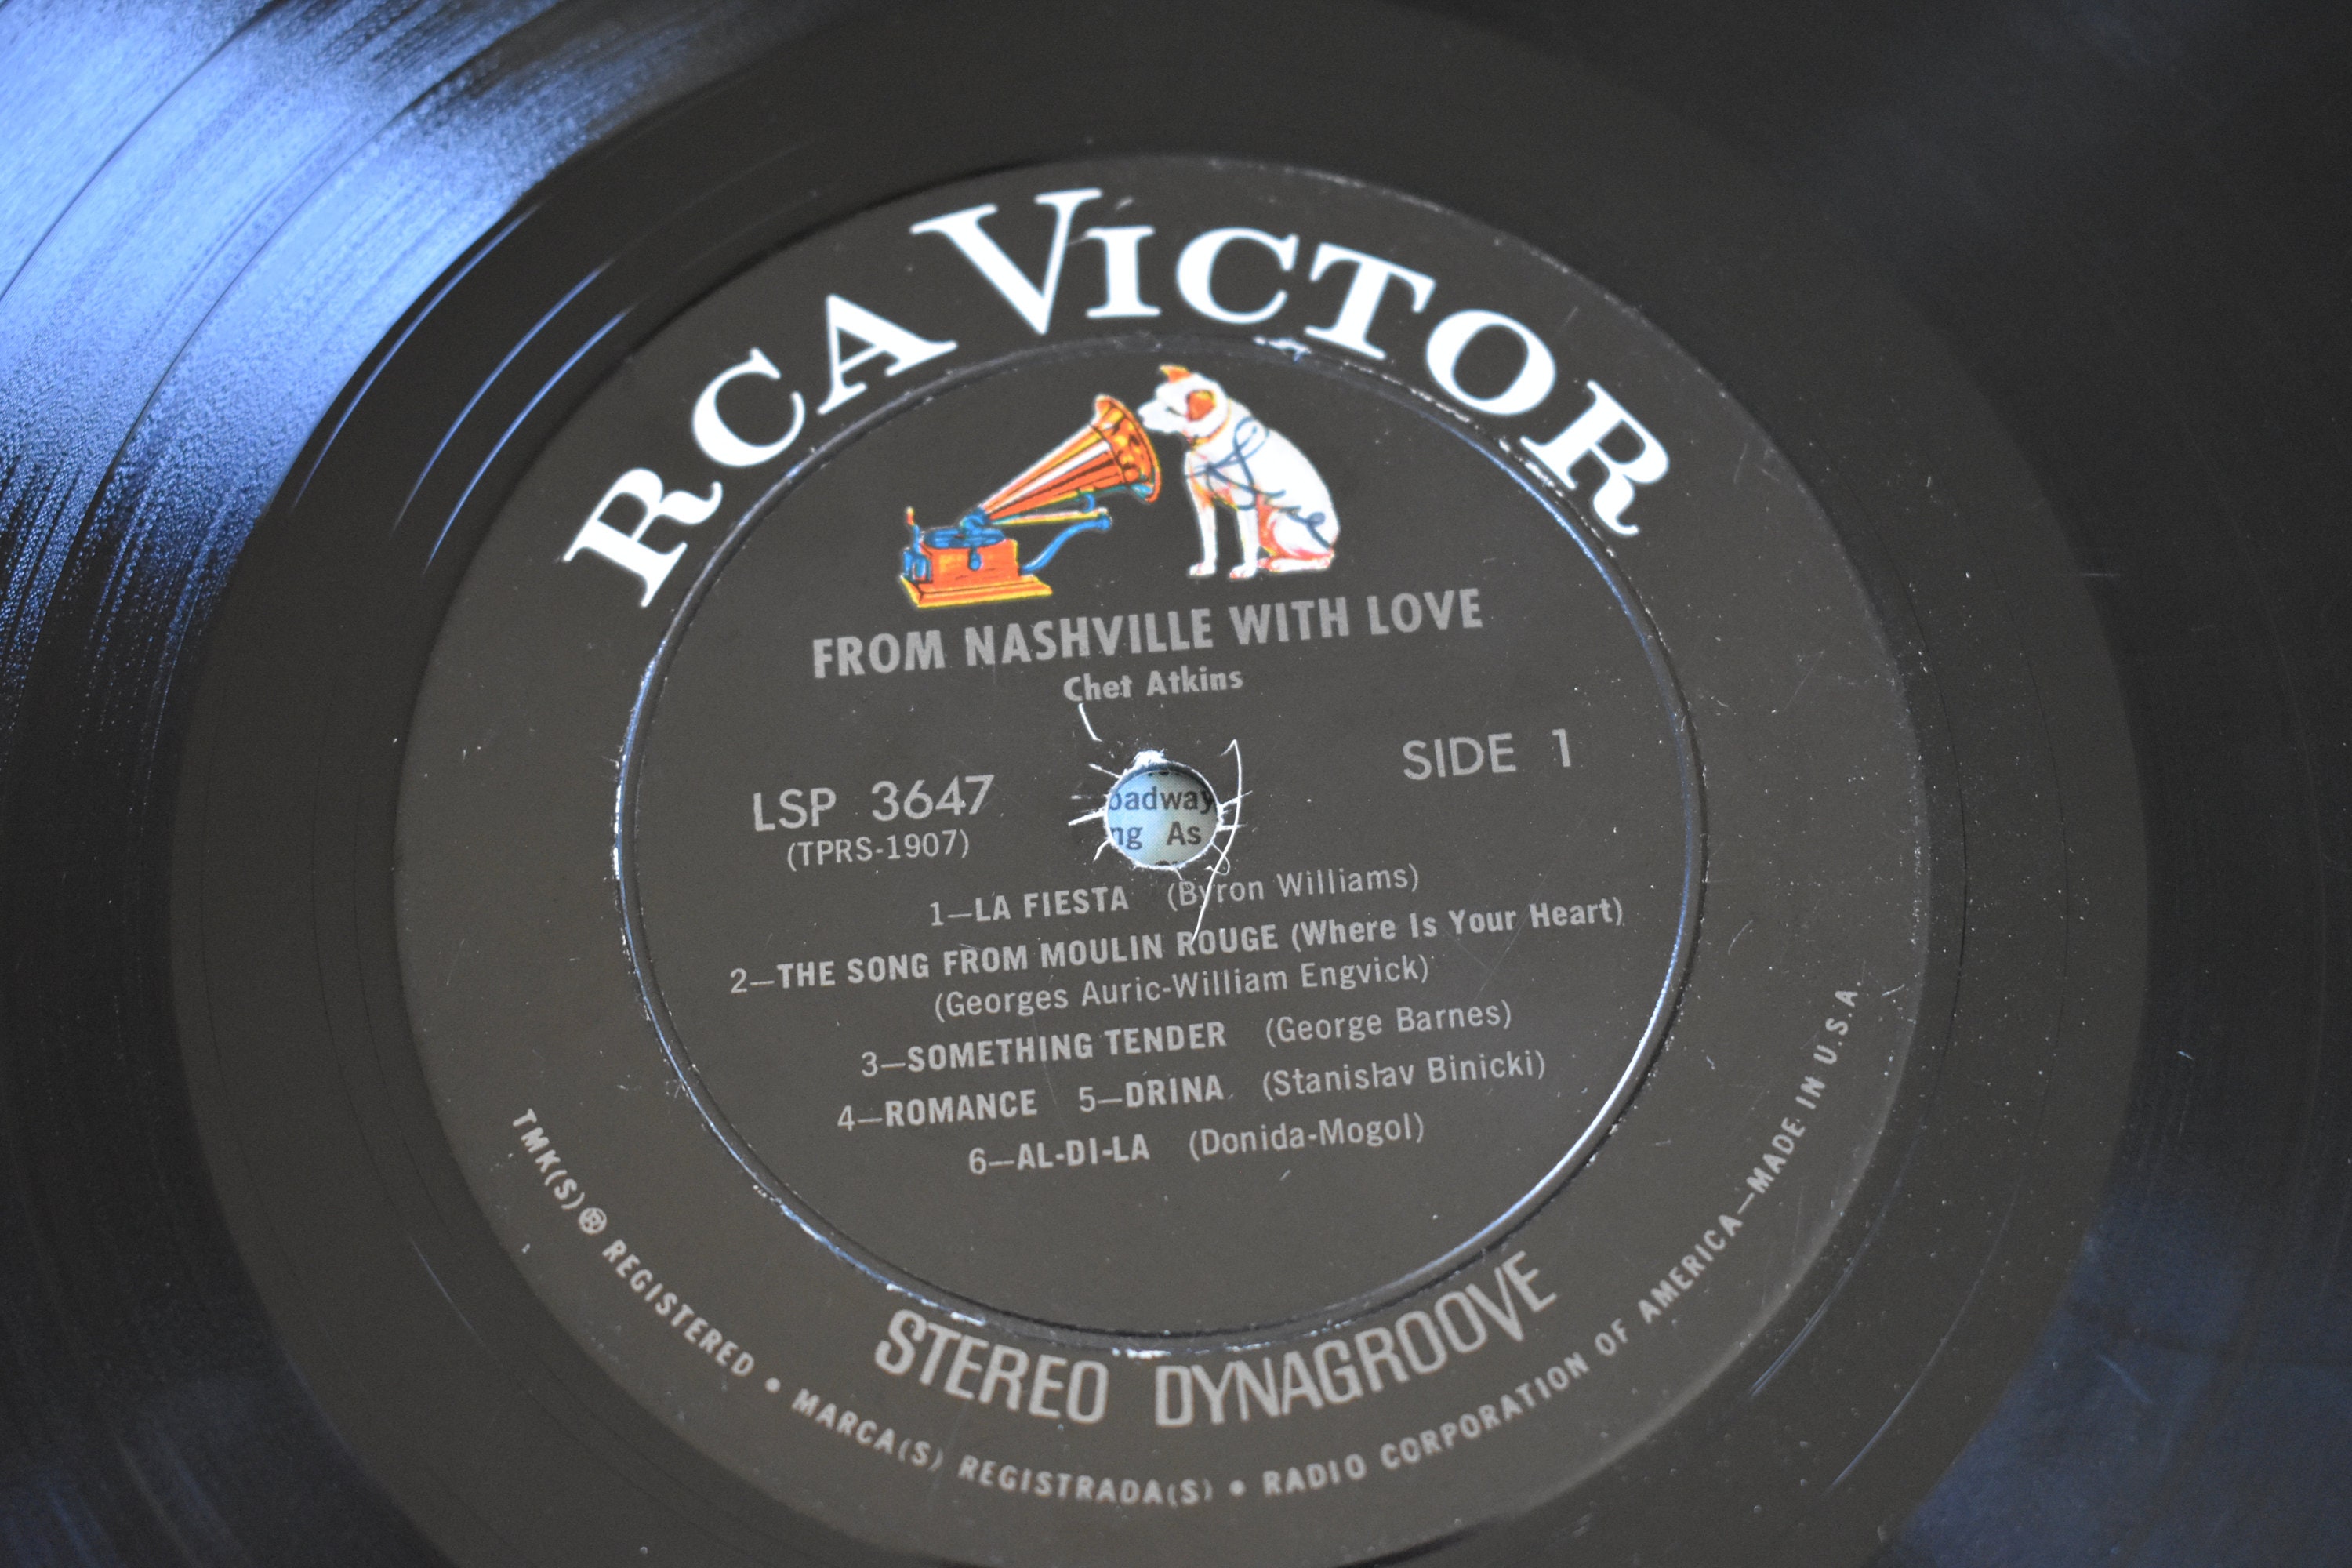 RCA VICTOR
FROM NASHVILLE WITH LOVE
Chet Atkins
LSP 3647
(TPRS-1907)
SIDE 1
As
1—LA FIESTA (Byron Williams)
2—THE SONG FROM MOULIN ROUGE (Where Is Your Heart)
(Georges Auric-William Engvick)
3—SOMETHING TENDER (George Barnes)
4—ROMANCE 5—DRINA (Stanislav Binicki)
6—AL-DI-LA (Donida-Mogol)
STEREO DYNAGROOVE
TMK(S) ® REGISTERED • MARCA(S) REGISTRADA(S) • RADIO CORPORATION OF AMERICA—MADE IN U.S.A.